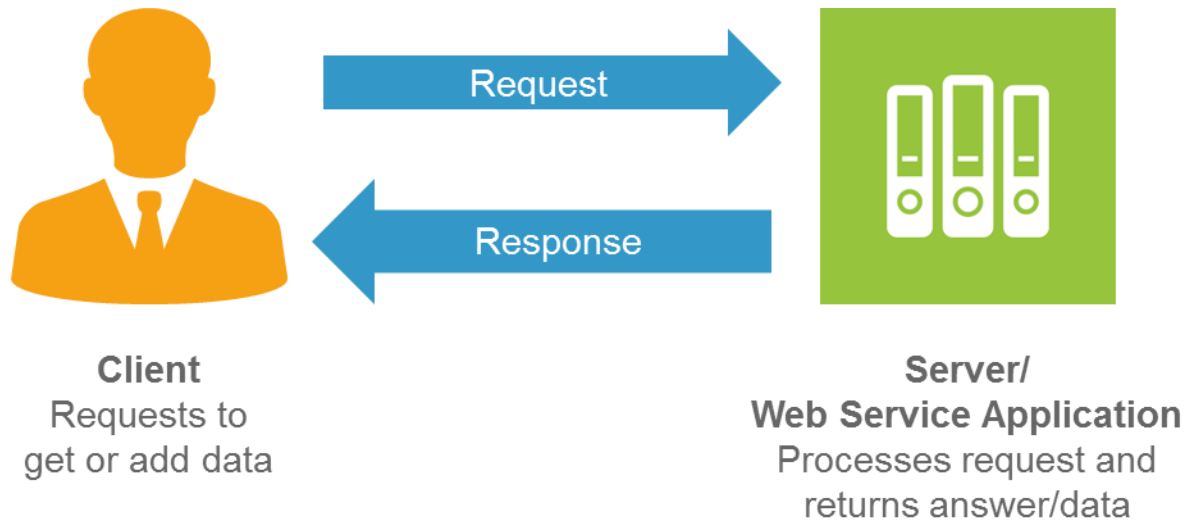 Request
Response
Client
Requests to
get or add data
Server/
Web Service Application
Processes request and
returns answer/data